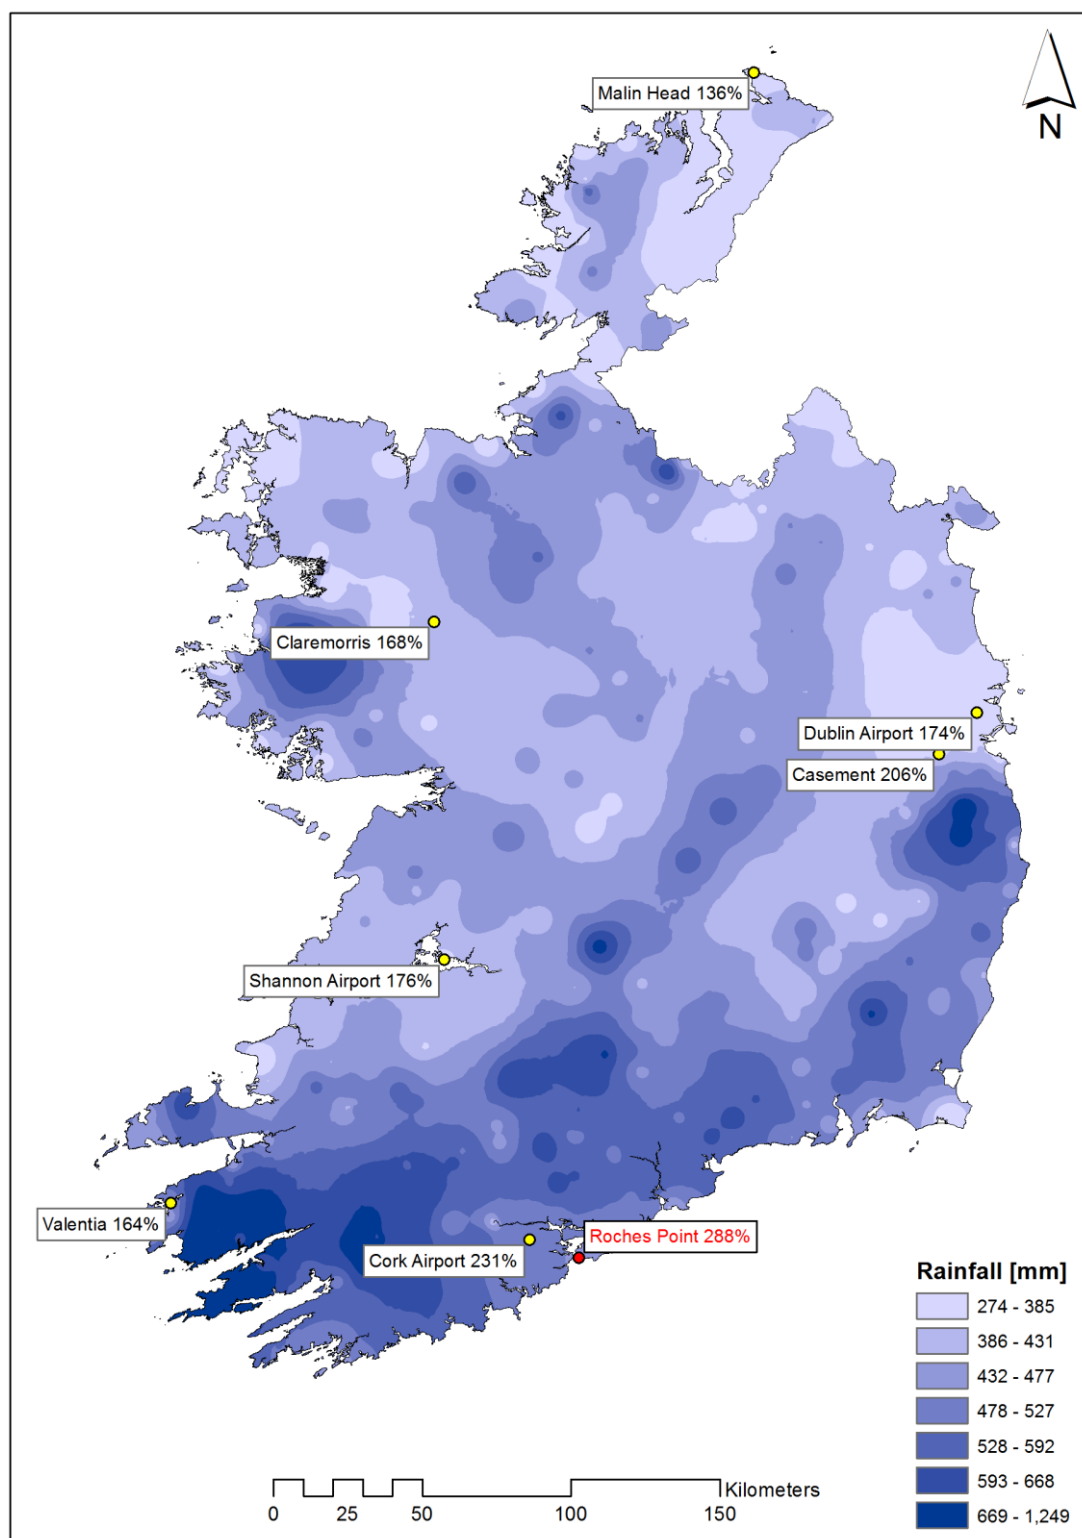 Malin Head 136%
N
Claremorris 168%
Dublin Airport 174%
Casement 206%
Shannon Airport 176%
Valentia 164%
Roches Point 288%
Cork Airport 231%
Rainfall [mm]
274 - 385
386 - 431
432 - 477
478 - 527
528 - 592
593 - 668
669 - 1,249
Kilometers
0 25 50 100 150